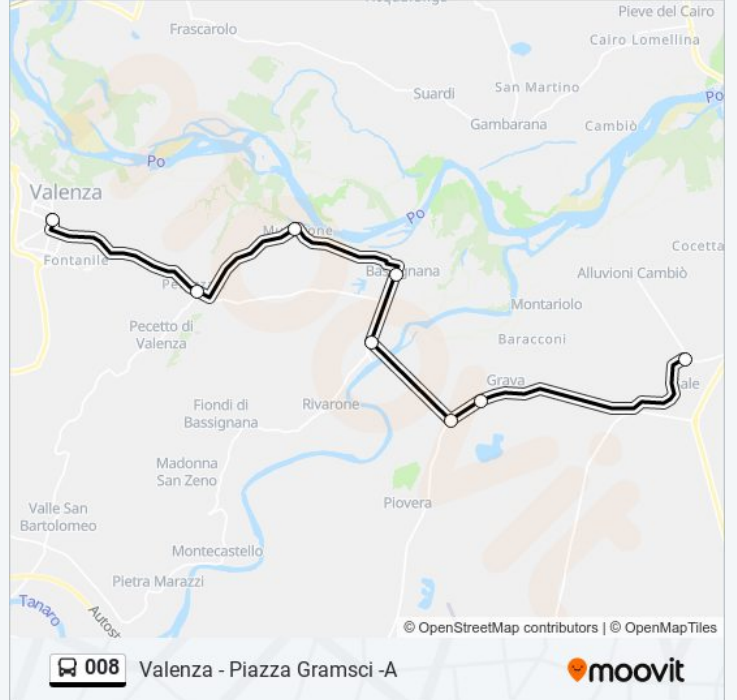 Pieve del Cairo
Frascarolo
Cairo Lomellina
San Martino
Suardi
Po
Gambarana
Cambiò
Po
Valenza
Po
Cocetta
Fontanile
Alluvioni Cambiò
Montariolo
Pecetto di
Valenza
Baracconi
Grava
Fiondi di
Bassignana
Rivarone
Madonna
San Zeno
Piovera
Valle San
Bartolomeo
Montecastello
Pietra Marazzi
Tanaro
© OpenStreetMap contributors | © OpenMapTiles
008 Valenza - Piazza Gramsci -A
moovit